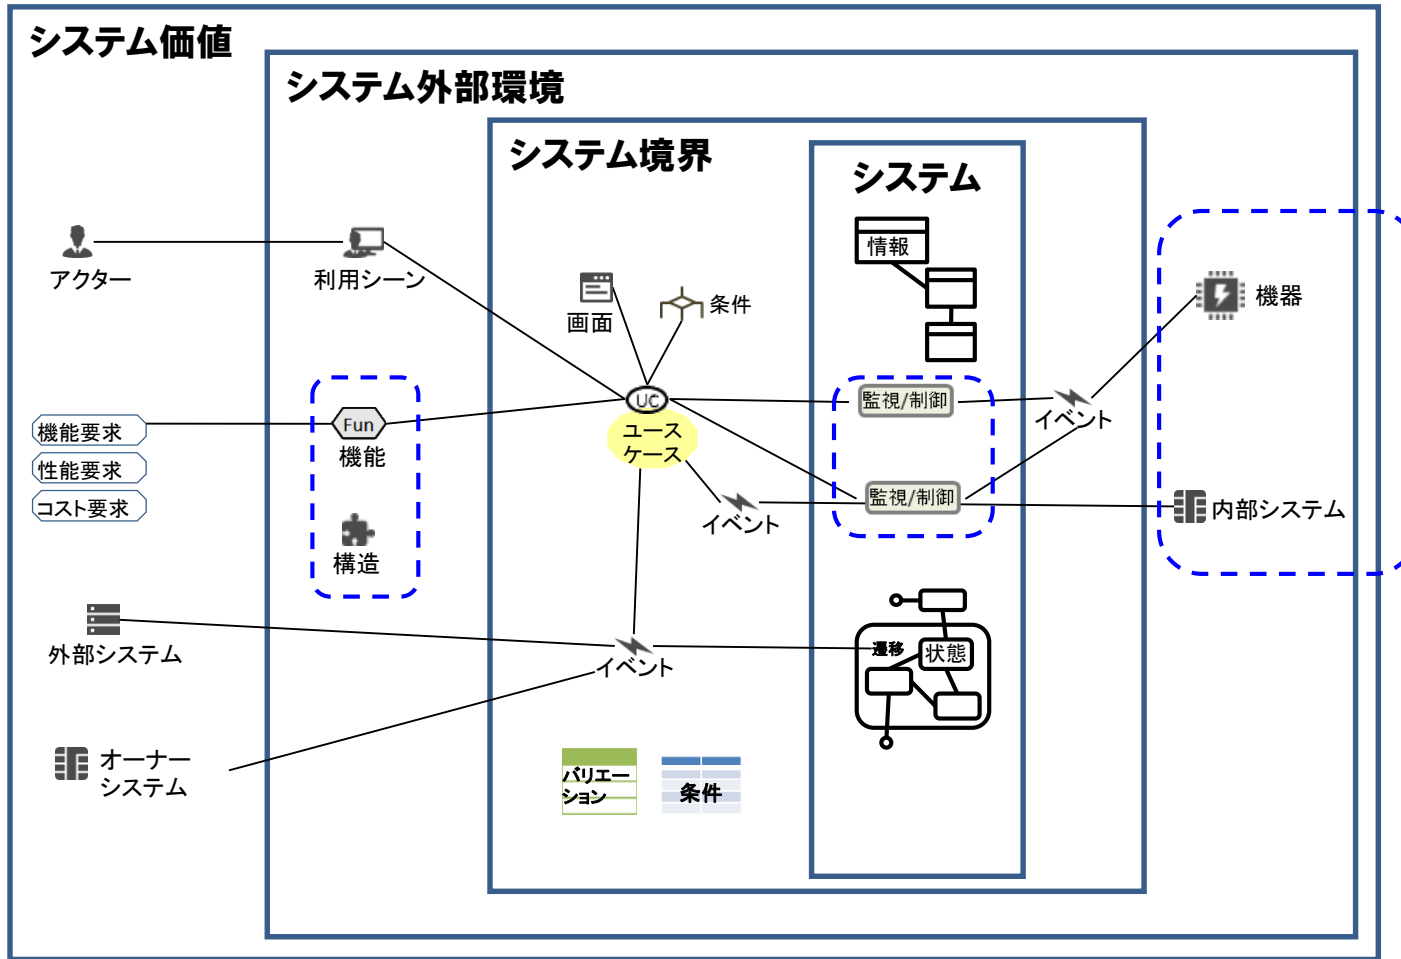 システム価値
システム外部環境
システム境界
システム
情報
アクター
利用シーン
画面
条件
機器
機能要求
性能要求
コスト要求
Fun
機能
構造
UC
ユース
ケース
監視/制御
イベント
監視/制御
イベント
内部システム
外部システム
イベント
遷移
状態
オーナー
システム
バリエー
ション
条件